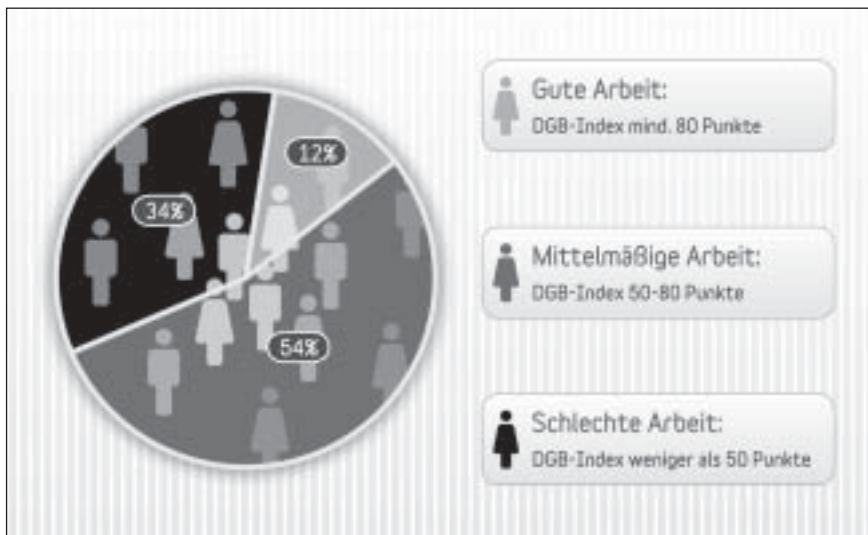 12%
34%
54%
Gute Arbeit:
DGB-Index mind. 80 Punkte
Mittelmäßige Arbeit:
DGB-Index 50-80 Punkte
Schlechte Arbeit:
DGB-Index weniger als 50 Punkte